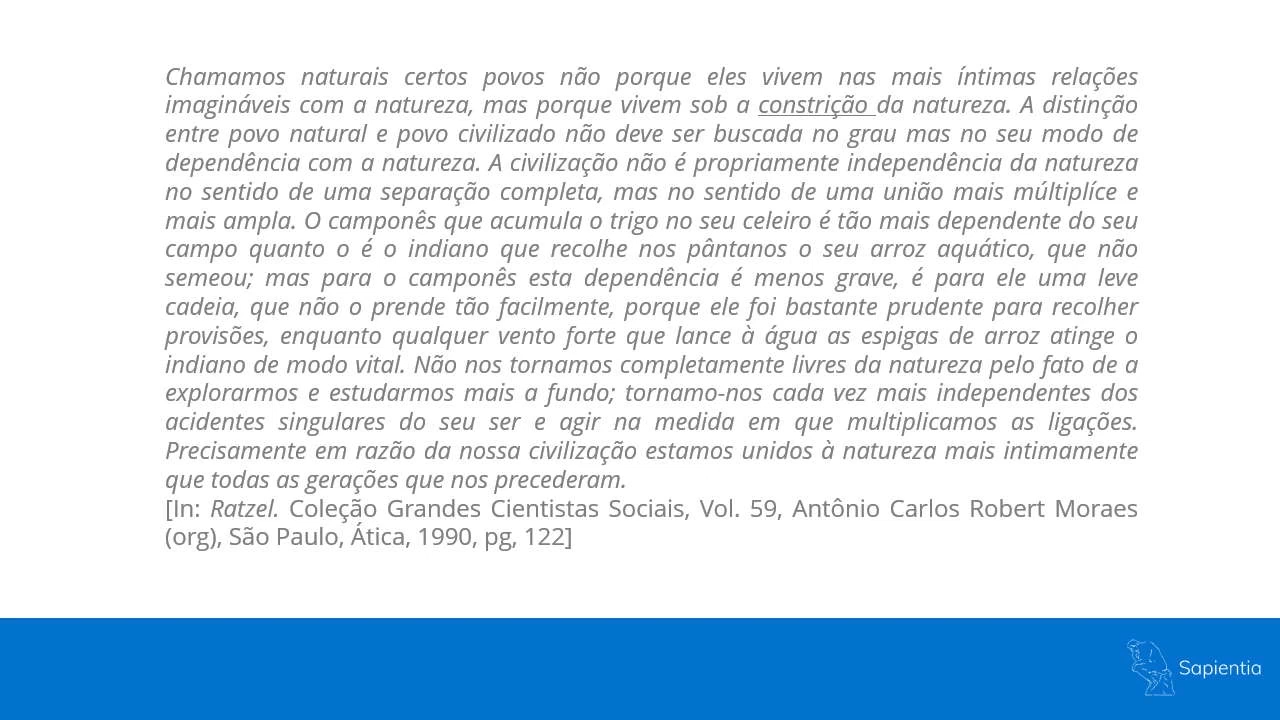 Chamamos naturais certos povos não porque eles vivem nas mais íntimas relações
imagináveis com a natureza, mas porque vivem sob a constrição da natureza. A distinção
entre povo natural e povo civilizado não deve ser buscada no grau mas no seu modo de
dependência com a natureza. A civilização não é propriamente independência da natureza
no sentido de uma separação completa, mas no sentido de uma união mais múltiplíce e
mais ampla. O camponês que acumula o trigo no seu celeiro é tão mais dependente do seu
campo quanto o é o indiano que recolhe nos pântanos o seu arroz aquático, que não
semeou; mas para o camponês esta dependência é menos grave, é para ele uma leve
cadeia, que não o prende tão facilmente, porque ele foi bastante prudente para recolher
provisões, enquanto qualquer vento forte que lance à água as espigas de arroz atinge o
indiano de modo vital. Não nos tornamos completamente livres da natureza pelo fato de a
explorarmos e estudarmos mais a fundo; tornamo-nos cada vez mais independentes dos
acidentes singulares do seu ser e agir na medida em que multiplicamos as ligações.
Precisamente em razão da nossa civilização estamos unidos à natureza mais intimamente
que todas as gerações que nos precederam.
[In: Ratzel. Coleção Grandes Cientistas Sociais, Vol. 59, Antônio Carlos Robert Moraes
(org), São Paulo, Ática, 1990, pg, 122]
Sapientia